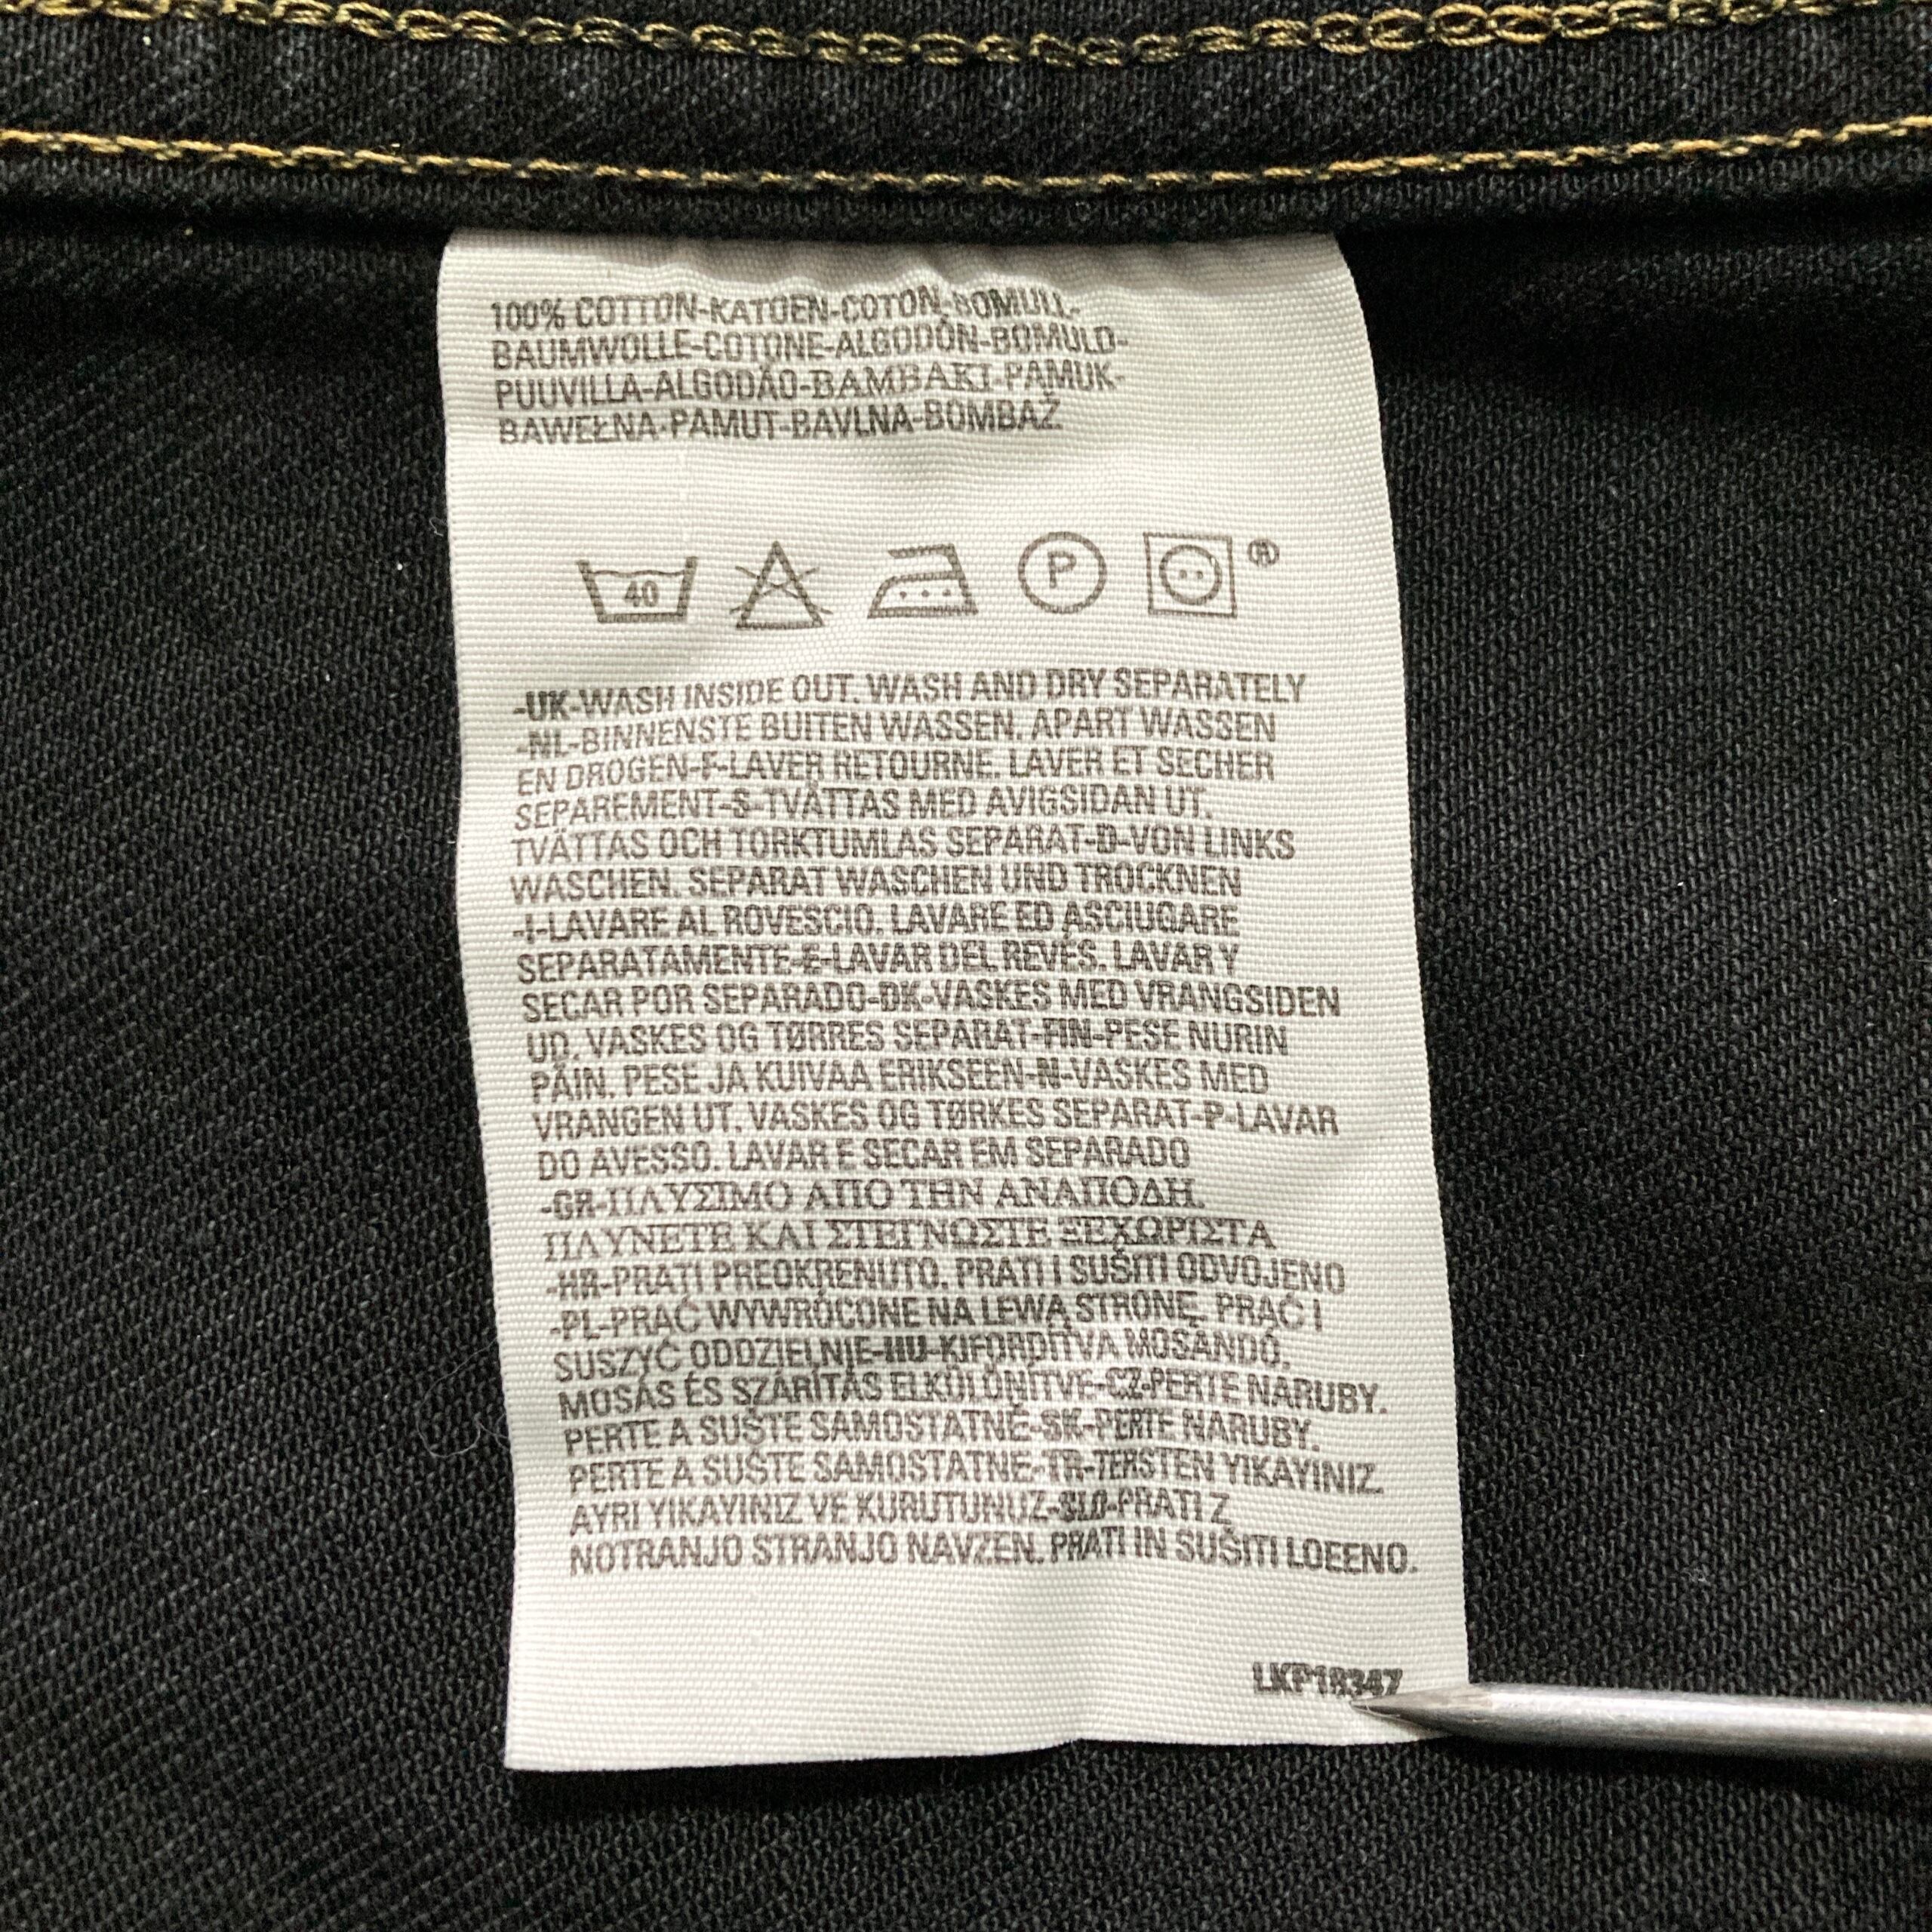 100% COTTON-KATOEN-COTON-BOMULL-
BAUMWOLLE-COTONE-ALGODÓN-BOMULD-
PUUVILLA-ALGODÃO-BAMBAKI-PAMUK-
BAWEŁNA-PAMUT-BAVLNA-BOMBAŽ.
40 P ®
-UK-WASH INSIDE OUT. WASH AND DRY SEPARATELY
-NL-BINNENSTE BUITEN WASSEN. APART WASSEN
EN DROGEN-F-LAVER RETOURNE. LAVER ET SECHER
SEPAREMENT-S-TVÄTTAS MED AVIGSIDAN UT.
TVÄTTAS OCH TORKTUMLAS SEPARAT-D-VON LINKS
WASCHEN. SEPARAT WASCHEN UND TROCKNEN
-I-LAVARE AL ROVESCIO. LAVARE ED ASCIUGARE
SEPARATAMENTE-E-LAVAR DEL REVÉS. LAVAR Y
SECAR POR SEPARADO-DK-VASKES MED VRANGSIDEN
UD. VASKES OG TØRRES SEPARAT-FIN-PESE NURIN
PÄIN. PESE JA KUIVAA ERIKSEEN-N-VASKES MED
VRANGEN UT. VASKES OG TØRKES SEPARAT-P-LAVAR
DO AVESSO. LAVAR E SECAR EM SEPARADO
-GR-ΠΛΥΣΙΜΟ ΑΠΟ ΤΗΝ ΑΝΑΠΟΔΗ.
ΠΛΥΝΕΤΕ ΚΑΙ ΣΤΕΓΝΩΣΤΕ ΞΕΧΩΡΙΣΤΑ
-HR-PRATI PREOKRENUTO. PRATI I SUŠITI ODVOJENO
-PL-PRAĆ WYWRÓCONE NA LEWĄ STRONĘ. PRAĆ I
SUSZYĆ ODDZIELNIE-HU-KIFORDÍTVA MOSANDÓ.
MOSÁS ÉS SZÁRÍTÁS ELKÜLÖNÍTVE-CZ-PERTE NARUBY.
PERTE A SUŠTE SAMOSTATNĚ-SK-PERTE NARUBY.
PERTE A SUŠTE SAMOSTATNE-TR-TERSTEN YIKAYINIZ.
AYRI YIKAYINIZ VE KURUTUNUZ-SLO-PRATI Z
NOTRANJO STRANJO NAVZEN. PRATI IN SUŠITI LOEENO.
LKP18347